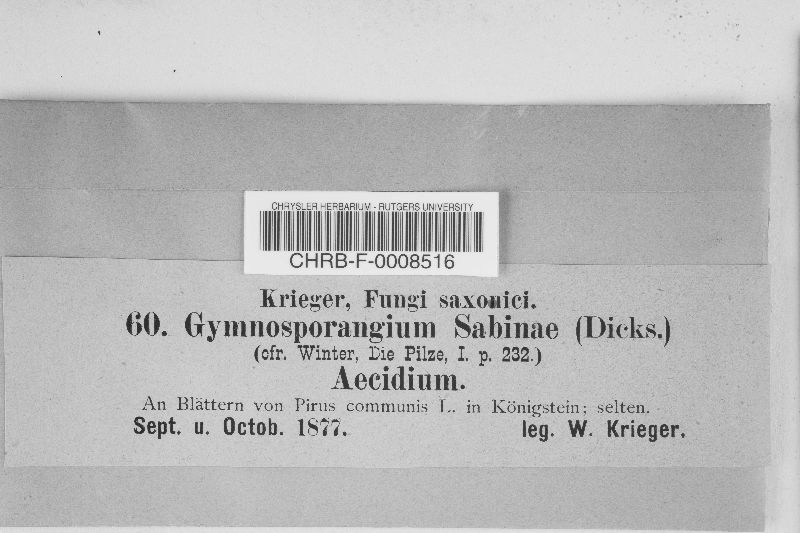 CHRYSLER HERBARIUM - RUTGERS UNIVERSITY
CHRB-F-0008516
Krieger, Fungi saxonici.
60. Gymnosporangium Sabinae (Dicks.)
(cfr. Winter, Die Pilze, I. p. 232.)
Aecidium.
An Blättern von Pirus communis L. in Königstein; selten.
Sept. u. Octob. 1877. leg. W. Krieger.